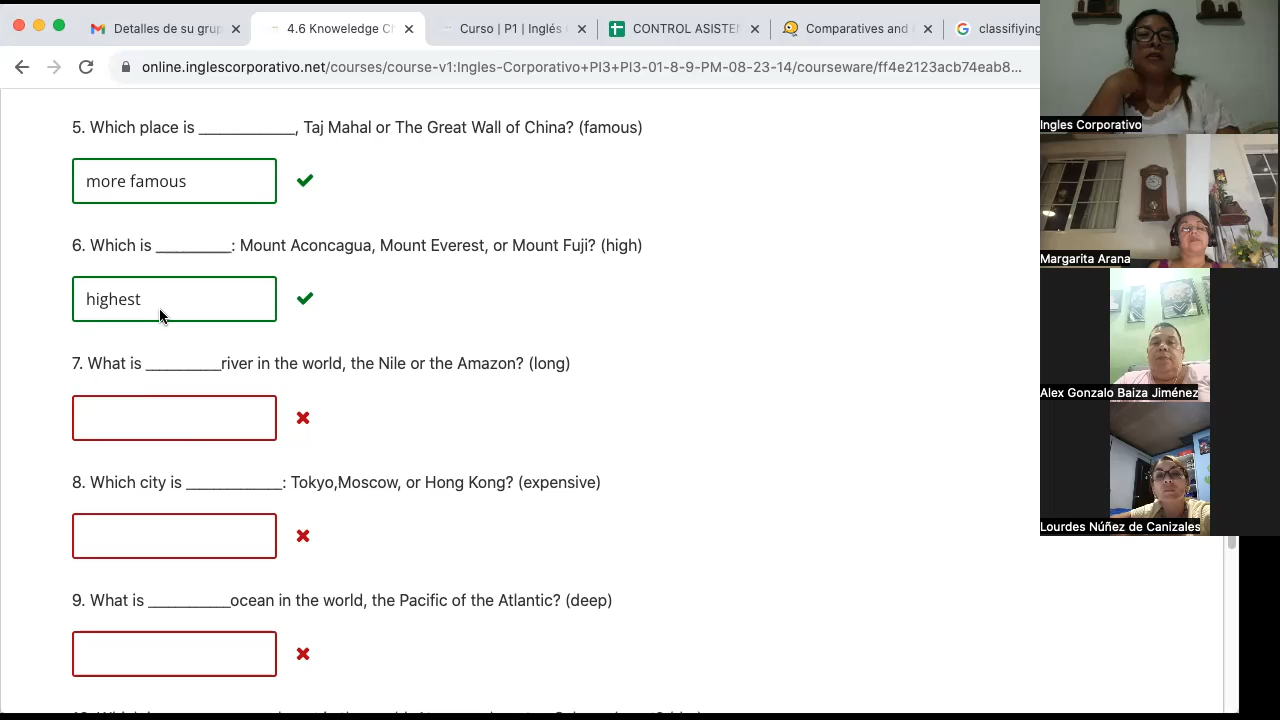 Detalles de su grup
4.6 Knoweledge Ch
Curso | P1 | Inglés
CONTROL ASISTEN
Comparatives and
classifiying
online.inglescorporativo.net/courses/course-v1:Ingles-Corporativo+PI3+PI3-01-8-9-PM-08-23-14/courseware/ff4e2123acb74eab8...
5. Which place is ____________, Taj Mahal or The Great Wall of China? (famous)
more famous
6. Which is _________: Mount Aconcagua, Mount Everest, or Mount Fuji? (high)
highest
7. What is _________river in the world, the Nile or the Amazon? (long)
8. Which city is ____________: Tokyo,Moscow, or Hong Kong? (expensive)
9. What is __________ocean in the world, the Pacific of the Atlantic? (deep)
Ingles Corporativo
Margarita Arana
Alex Gonzalo Baiza Jiménez
Lourdes Núñez de Canizales